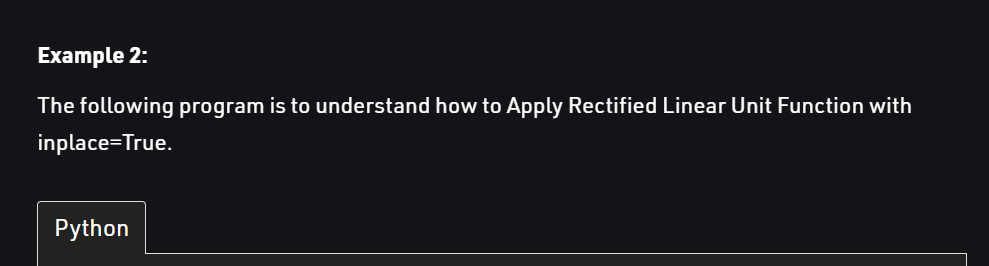 Example 2:
The following program is to understand how to Apply Rectified Linear Unit Function with
inplace=True.
Python